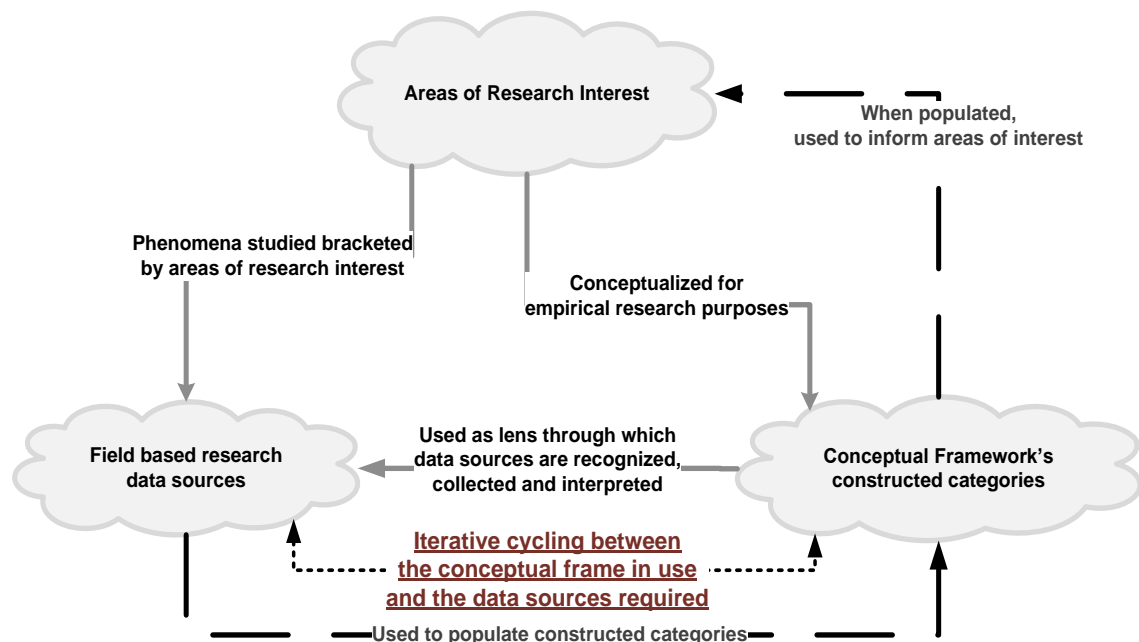 Areas of Research Interest
When populated,
used to inform areas of interest
Phenomena studied bracketed
by areas of research interest
Conceptualized for
empirical research purposes
Field based research
data sources
Used as lens through which
data sources are recognized,
collected and interpreted
Conceptual Framework's
constructed categories
Iterative cycling between
the conceptual frame in use
and the data sources required
Used to populate constructed categories